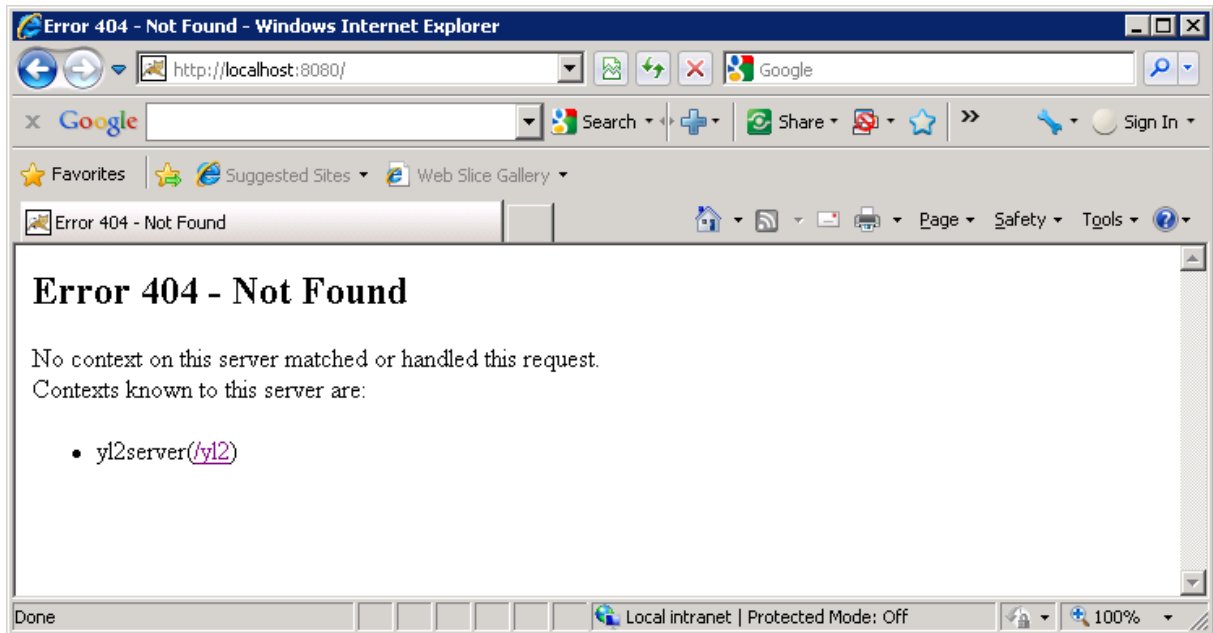 Error 404 - Not Found - Windows Internet Explorer
http://localhost:8080/
Google
x Google Search Share » Sign In
Favorites Suggested Sites Web Slice Gallery
Error 404 - Not Found Page Safety Tools
Error 404 - Not Found
No context on this server matched or handled this request.
Contexts known to this server are:
• yl2server(/yl2)
Done Local intranet | Protected Mode: Off 100%